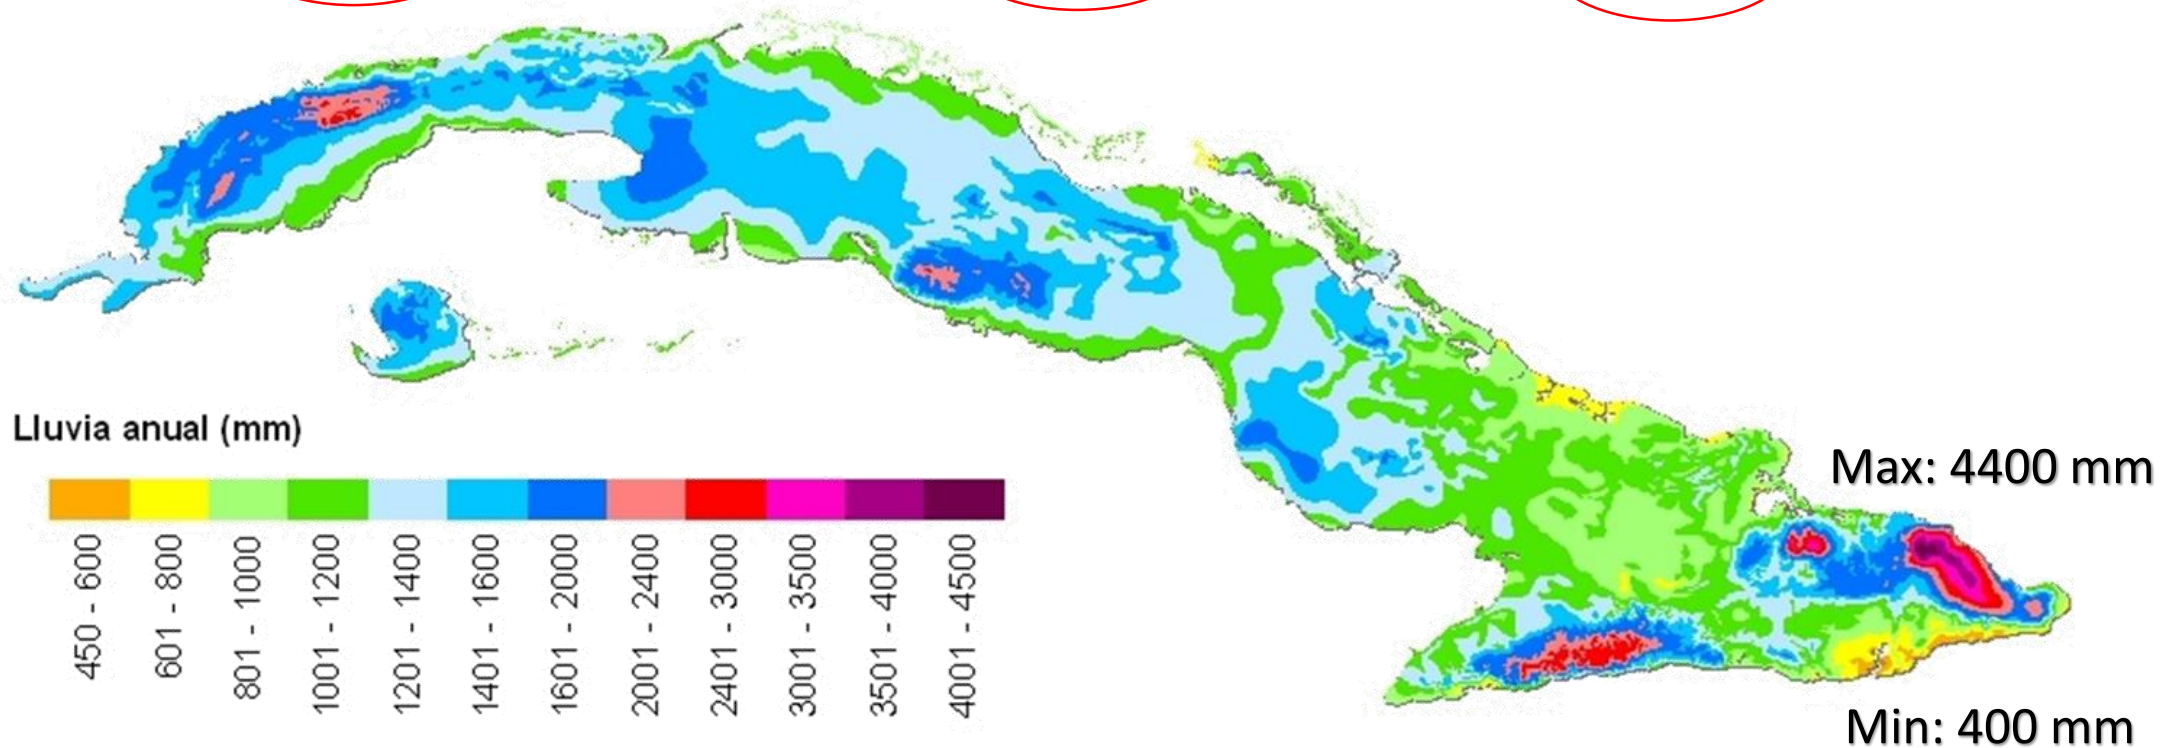 Lluvia anual (mm)
450 - 600
601 - 800
801 - 1000
1001 - 1200
1201 - 1400
1401 - 1600
1601 - 2000
2001 - 2400
2401 - 3000
3001 - 3500
3501 - 4000
4001 - 4500
Max: 4400 mm
Min: 400 mm